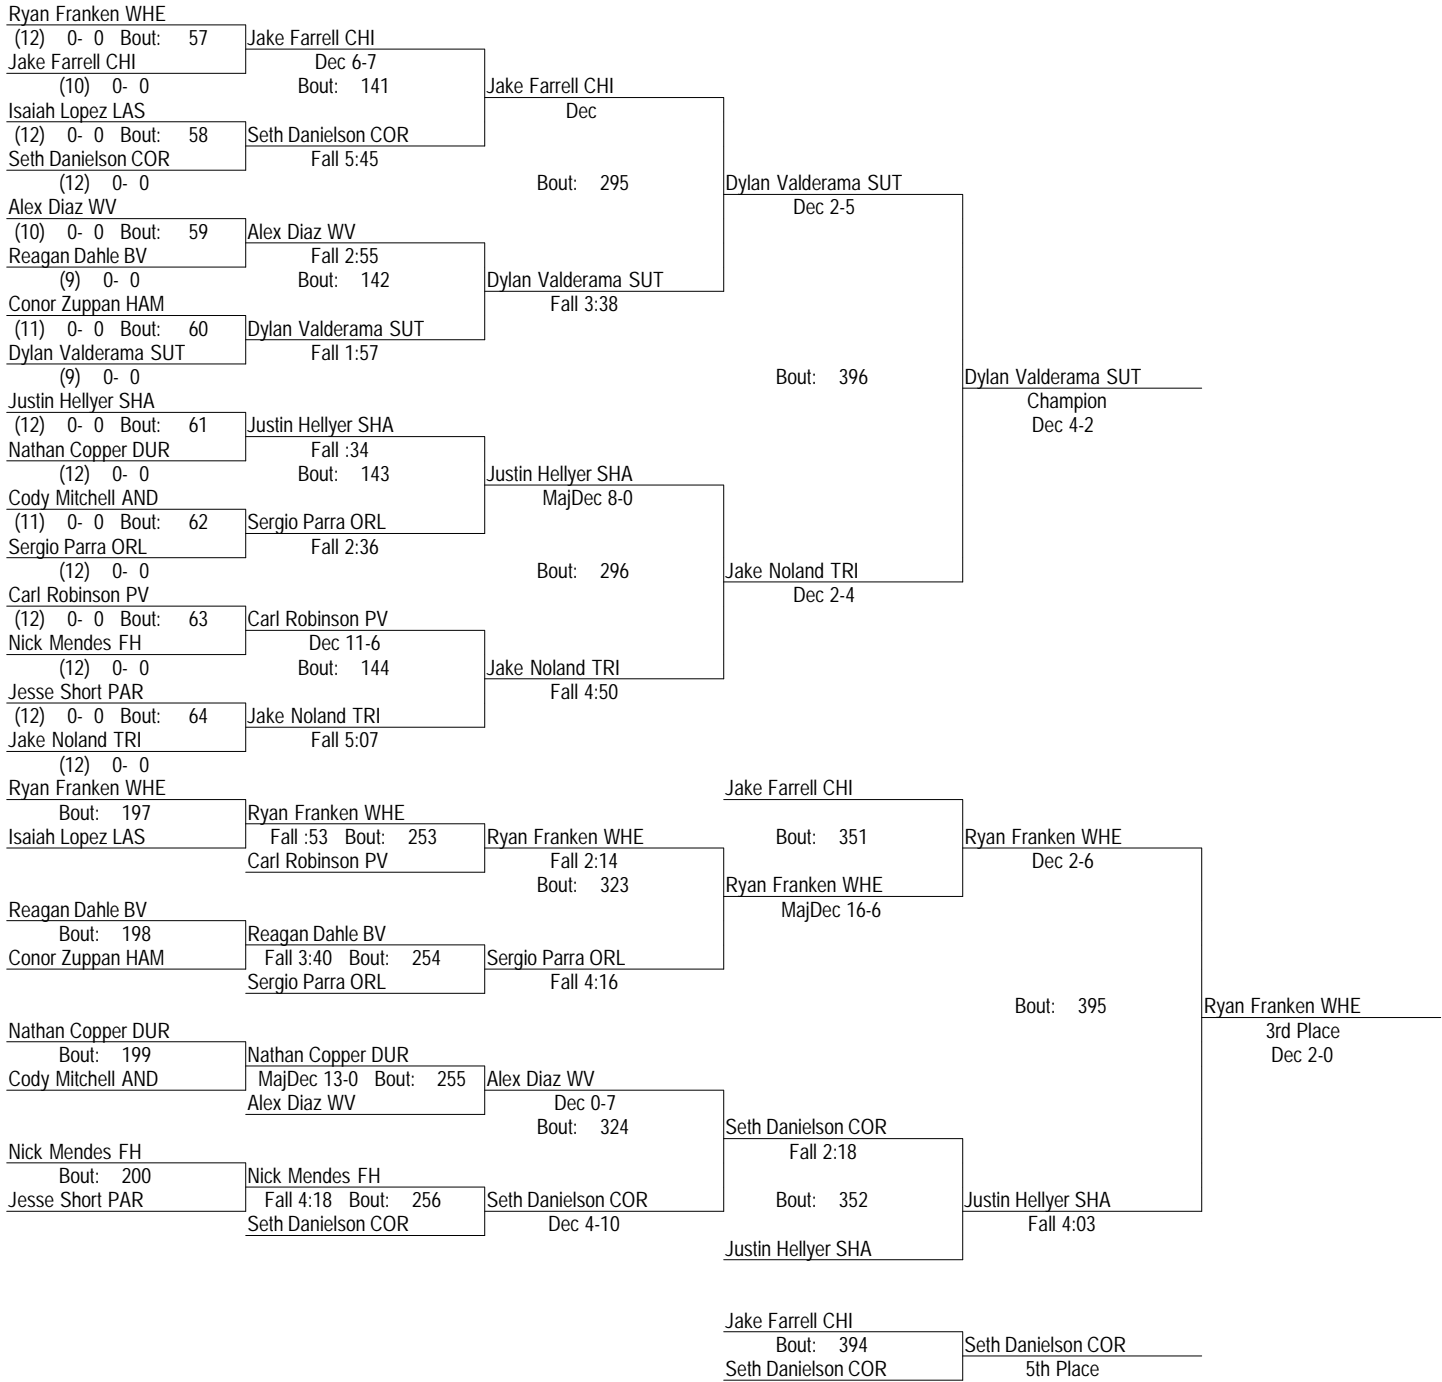 Ryan Franken WHE
(12) 0- 0 Bout: 57 Jake Farrell CHI
Jake Farrell CHI Dec 6-7
(10) 0- 0 Bout: 141 Jake Farrell CHI
Isaiah Lopez LAS Dec
(12) 0- 0 Bout: 58 Seth Danielson COR
Seth Danielson COR Fall 5:45
(12) 0- 0 Bout: 295 Dylan Valderama SUT
Alex Diaz WV Dec 2-5
(10) 0- 0 Bout: 59 Alex Diaz WV
Reagan Dahle BV Fall 2:55
(9) 0- 0 Bout: 142 Dylan Valderama SUT
Conor Zuppan HAM Fall 3:38
(11) 0- 0 Bout: 60 Dylan Valderama SUT
Dylan Valderama SUT Fall 1:57
(9) 0- 0 Bout: 396 Dylan Valderama SUT
Justin Hellyer SHA Champion
(12) 0- 0 Bout: 61 Justin Hellyer SHA Dec 4-2
Nathan Copper DUR Fall :34
(12) 0- 0 Bout: 143 Justin Hellyer SHA
Cody Mitchell AND MajDec 8-0
(11) 0- 0 Bout: 62 Sergio Parra ORL
Sergio Parra ORL Fall 2:36
(12) 0- 0 Bout: 296 Jake Noland TRI
Carl Robinson PV Dec 2-4
(12) 0- 0 Bout: 63 Carl Robinson PV
Nick Mendes FH Dec 11-6
(12) 0- 0 Bout: 144 Jake Noland TRI
Jesse Short PAR Fall 4:50
(12) 0- 0 Bout: 64 Jake Noland TRI
Jake Noland TRI Fall 5:07
(12) 0- 0
Ryan Franken WHE Jake Farrell CHI
Bout: 197 Ryan Franken WHE
Isaiah Lopez LAS Fall :53 Bout: 253 Ryan Franken WHE Bout: 351 Ryan Franken WHE
Carl Robinson PV Fall 2:14 Dec 2-6
Bout: 323 Ryan Franken WHE
Reagan Dahle BV MajDec 16-6
Bout: 198 Reagan Dahle BV
Conor Zuppan HAM Fall 3:40 Bout: 254 Sergio Parra ORL
Sergio Parra ORL Fall 4:16
Bout: 395 Ryan Franken WHE
Nathan Copper DUR 3rd Place
Bout: 199 Nathan Copper DUR Dec 2-0
Cody Mitchell AND MajDec 13-0 Bout: 255 Alex Diaz WV
Alex Diaz WV Dec 0-7
Bout: 324 Seth Danielson COR
Nick Mendes FH Fall 2:18
Bout: 200 Nick Mendes FH
Jesse Short PAR Fall 4:18 Bout: 256 Seth Danielson COR Bout: 352 Justin Hellyer SHA
Seth Danielson COR Dec 4-10 Fall 4:03
Justin Hellyer SHA
Jake Farrell CHI
Bout: 394 Seth Danielson COR
Seth Danielson COR 5th Place